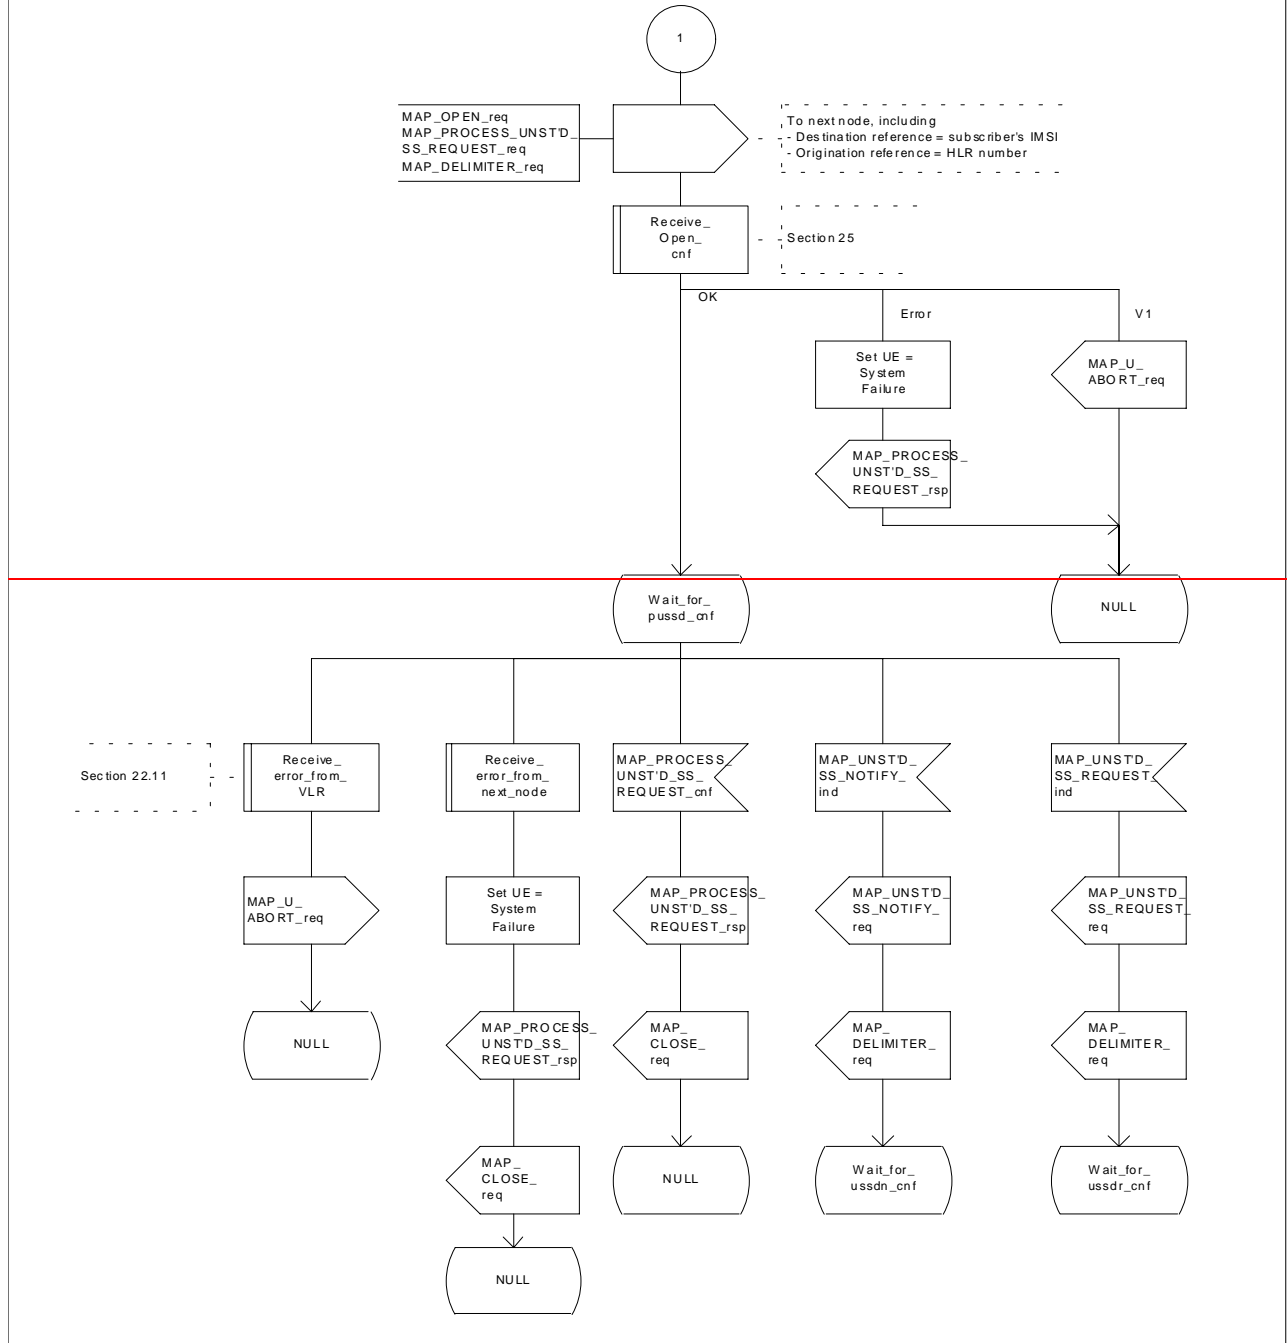 1
MAP_OPEN_req
MAP_PROCESS_UNST'D_
SS_REQUEST_req
MAP_DELIMITER_req
To next node, including
- Destination reference = subscriber's IMSI
- Origination reference = HLR number
Receive_
Open_
cnf
Section 25
OK
Error
V1
Set UE =
System
Failure
MAP_U_
ABORT_req
MAP_PROCESS_
UNST'D_SS_
REQUEST_rsp
Wait_for_
pussd_cnf
NULL
Section 22.11
Receive_
error_from_
VLR
Receive_
error_from_
next_node
MAP_PROCESS_
UNST'D_SS_
REQUEST_cnf
MAP_UNST'D_
SS_NOTIFY_
ind
MAP_UNST'D_
SS_REQUEST_
ind
MAP_U_
ABORT_req
Set UE =
System
Failure
MAP_PROCESS_
UNST'D_SS_
REQUEST_rsp
MAP_UNST'D_
SS_NOTIFY_
req
MAP_UNST'D_
SS_REQUEST_
req
NULL
MAP_PROCESS_
UNST'D_SS_
REQUEST_rsp
MAP_
CLOSE_
req
MAP_
DELIMITER_
req
MAP_
DELIMITER_
req
MAP_
CLOSE_
req
NULL
Wait_for_
ussdn_cnf
Wait_for_
ussdr_cnf
NULL